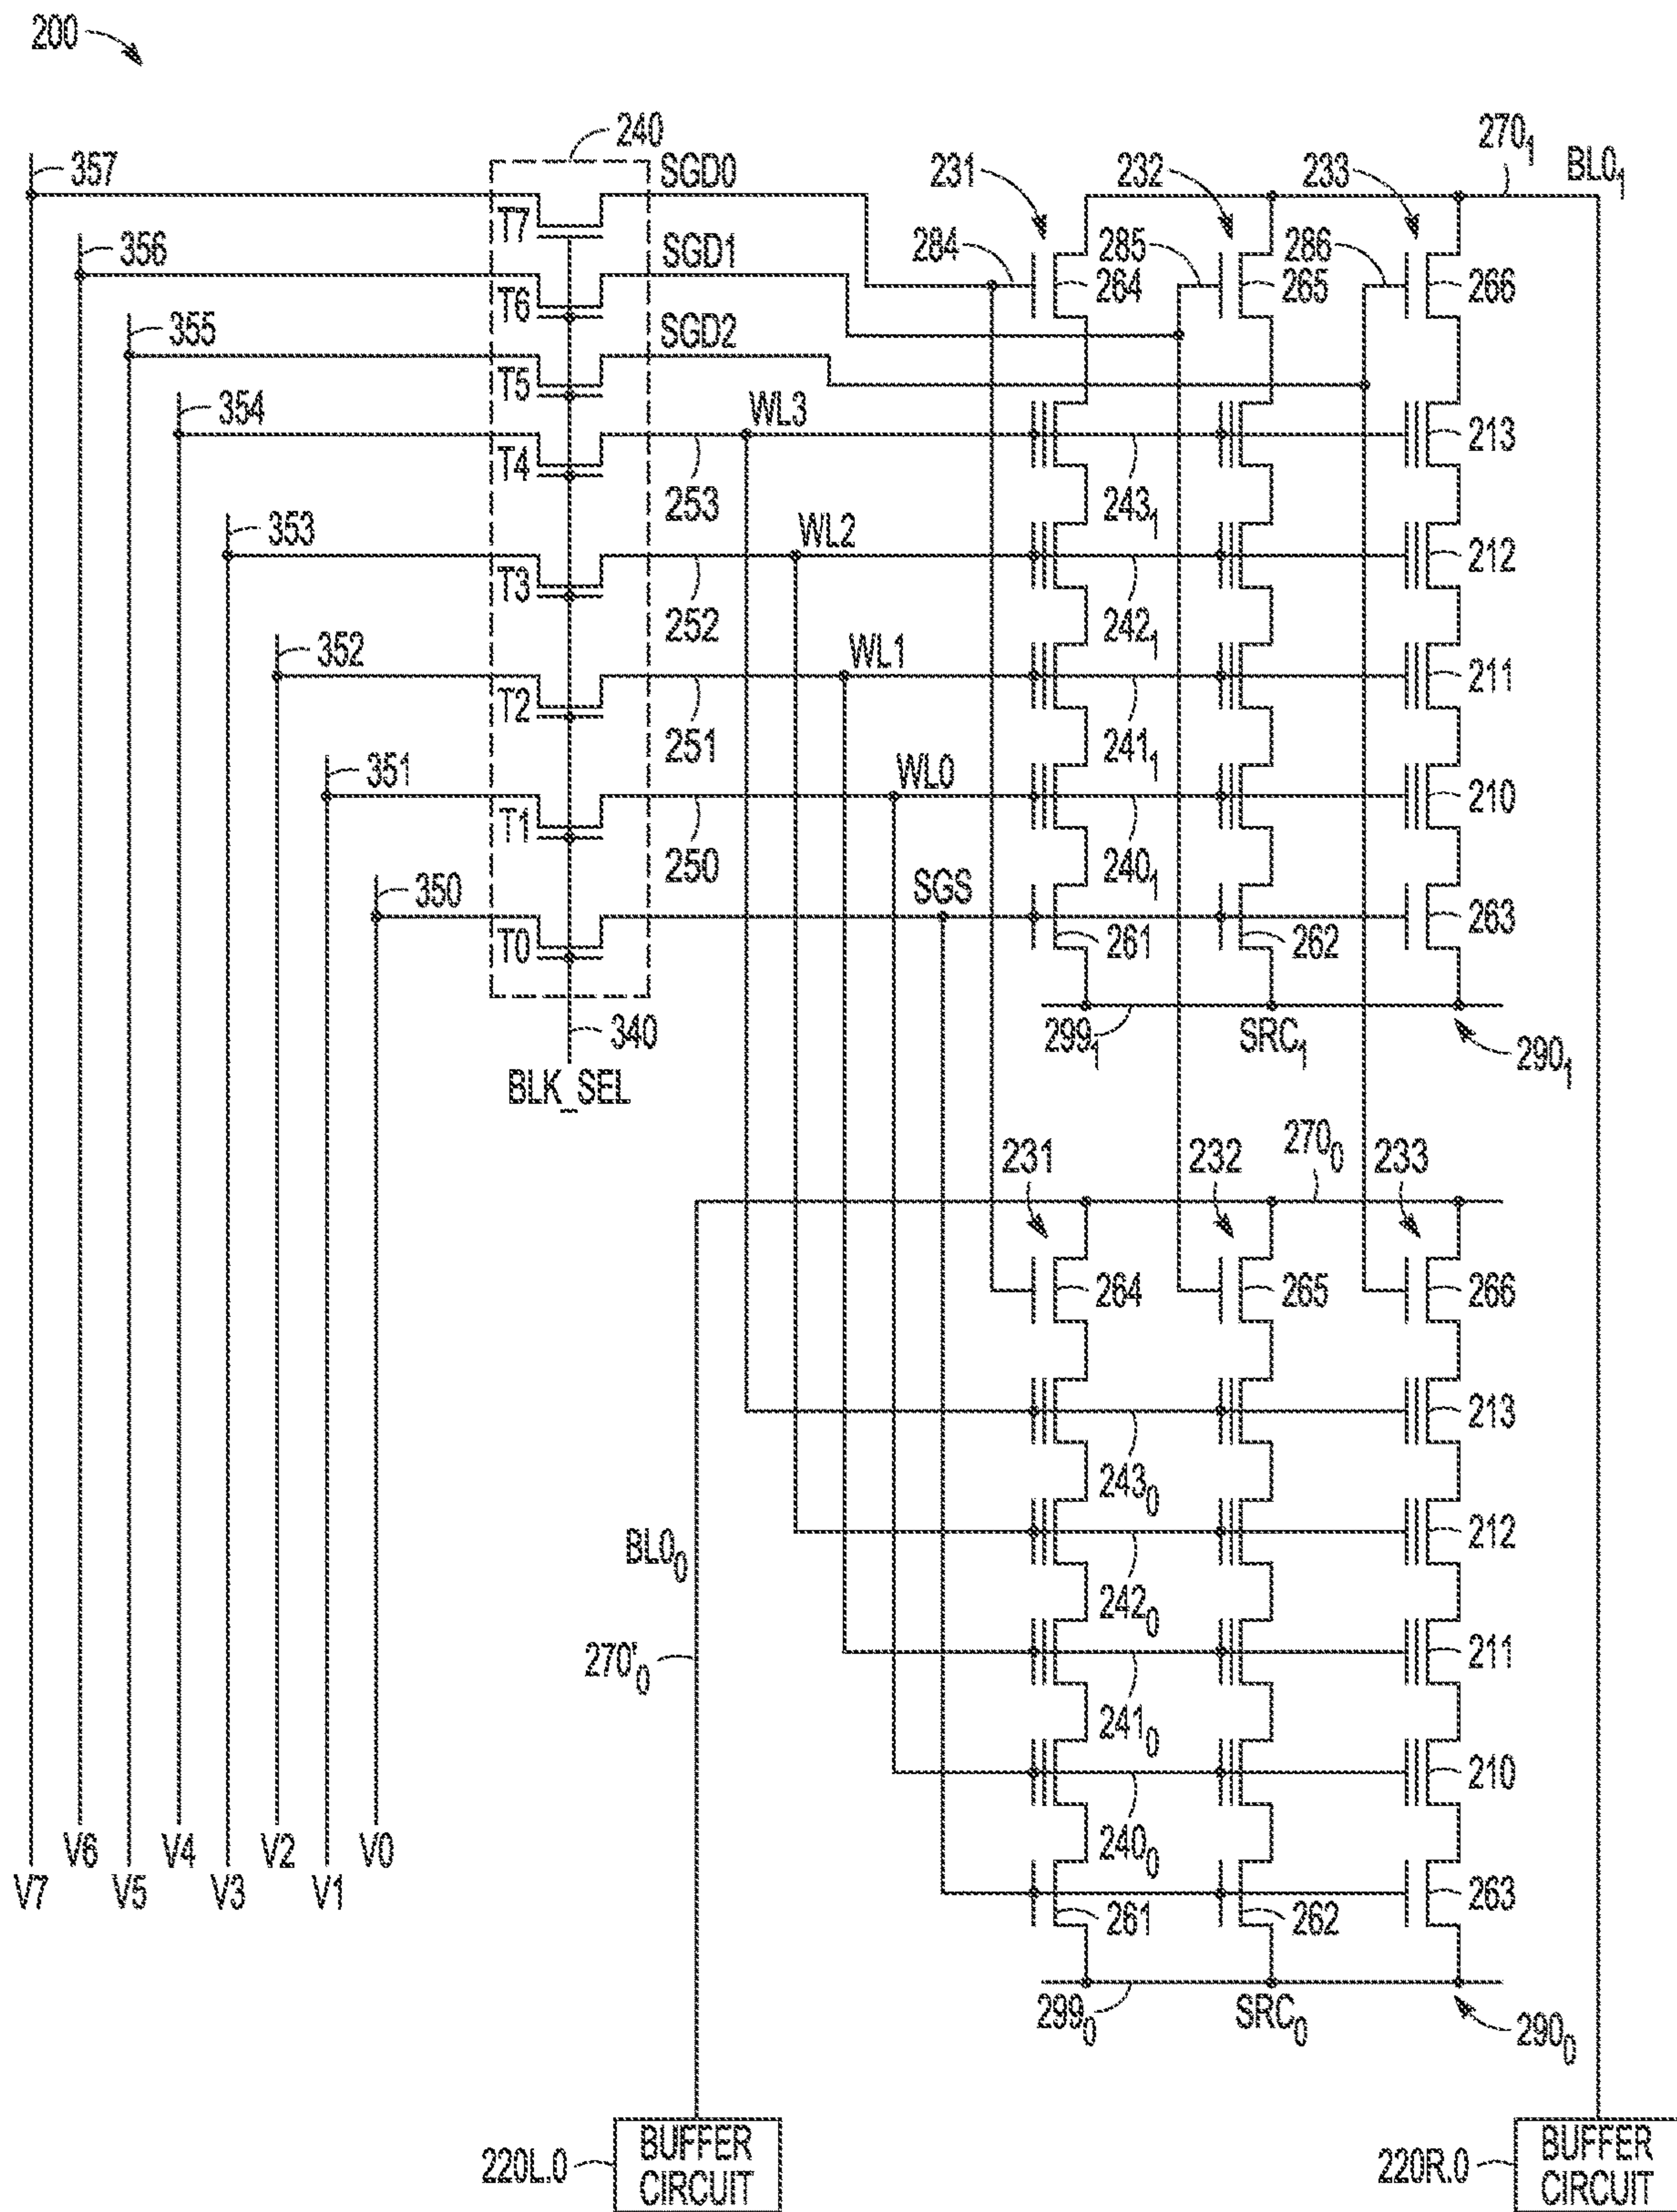 200
240
357
SGD0
231
232
233
270₁
BL0₁
T7
356
SGD1
284
285
286
264
265
266
T6
355
SGD2
T5
354
WL3
T4
253
243₁
213
353
WL2
T3
252
242₁
212
352
WL1
T2
251
241₁
211
351
WL0
T1
250
240₁
210
350
SGS
T0
261
262
263
340
299₁
SRC₁
290₁
BLK_SEL
231
232
233
270₀
264
265
266
213
243₀
BL0₀
212
242₀
270'₀
211
241₀
210
240₀
V7
V6
V5
V4
V3
V2
V1
V0
261
262
263
299₀
SRC₀
290₀
220L.0
BUFFER
CIRCUIT
220R.0
BUFFER
CIRCUIT